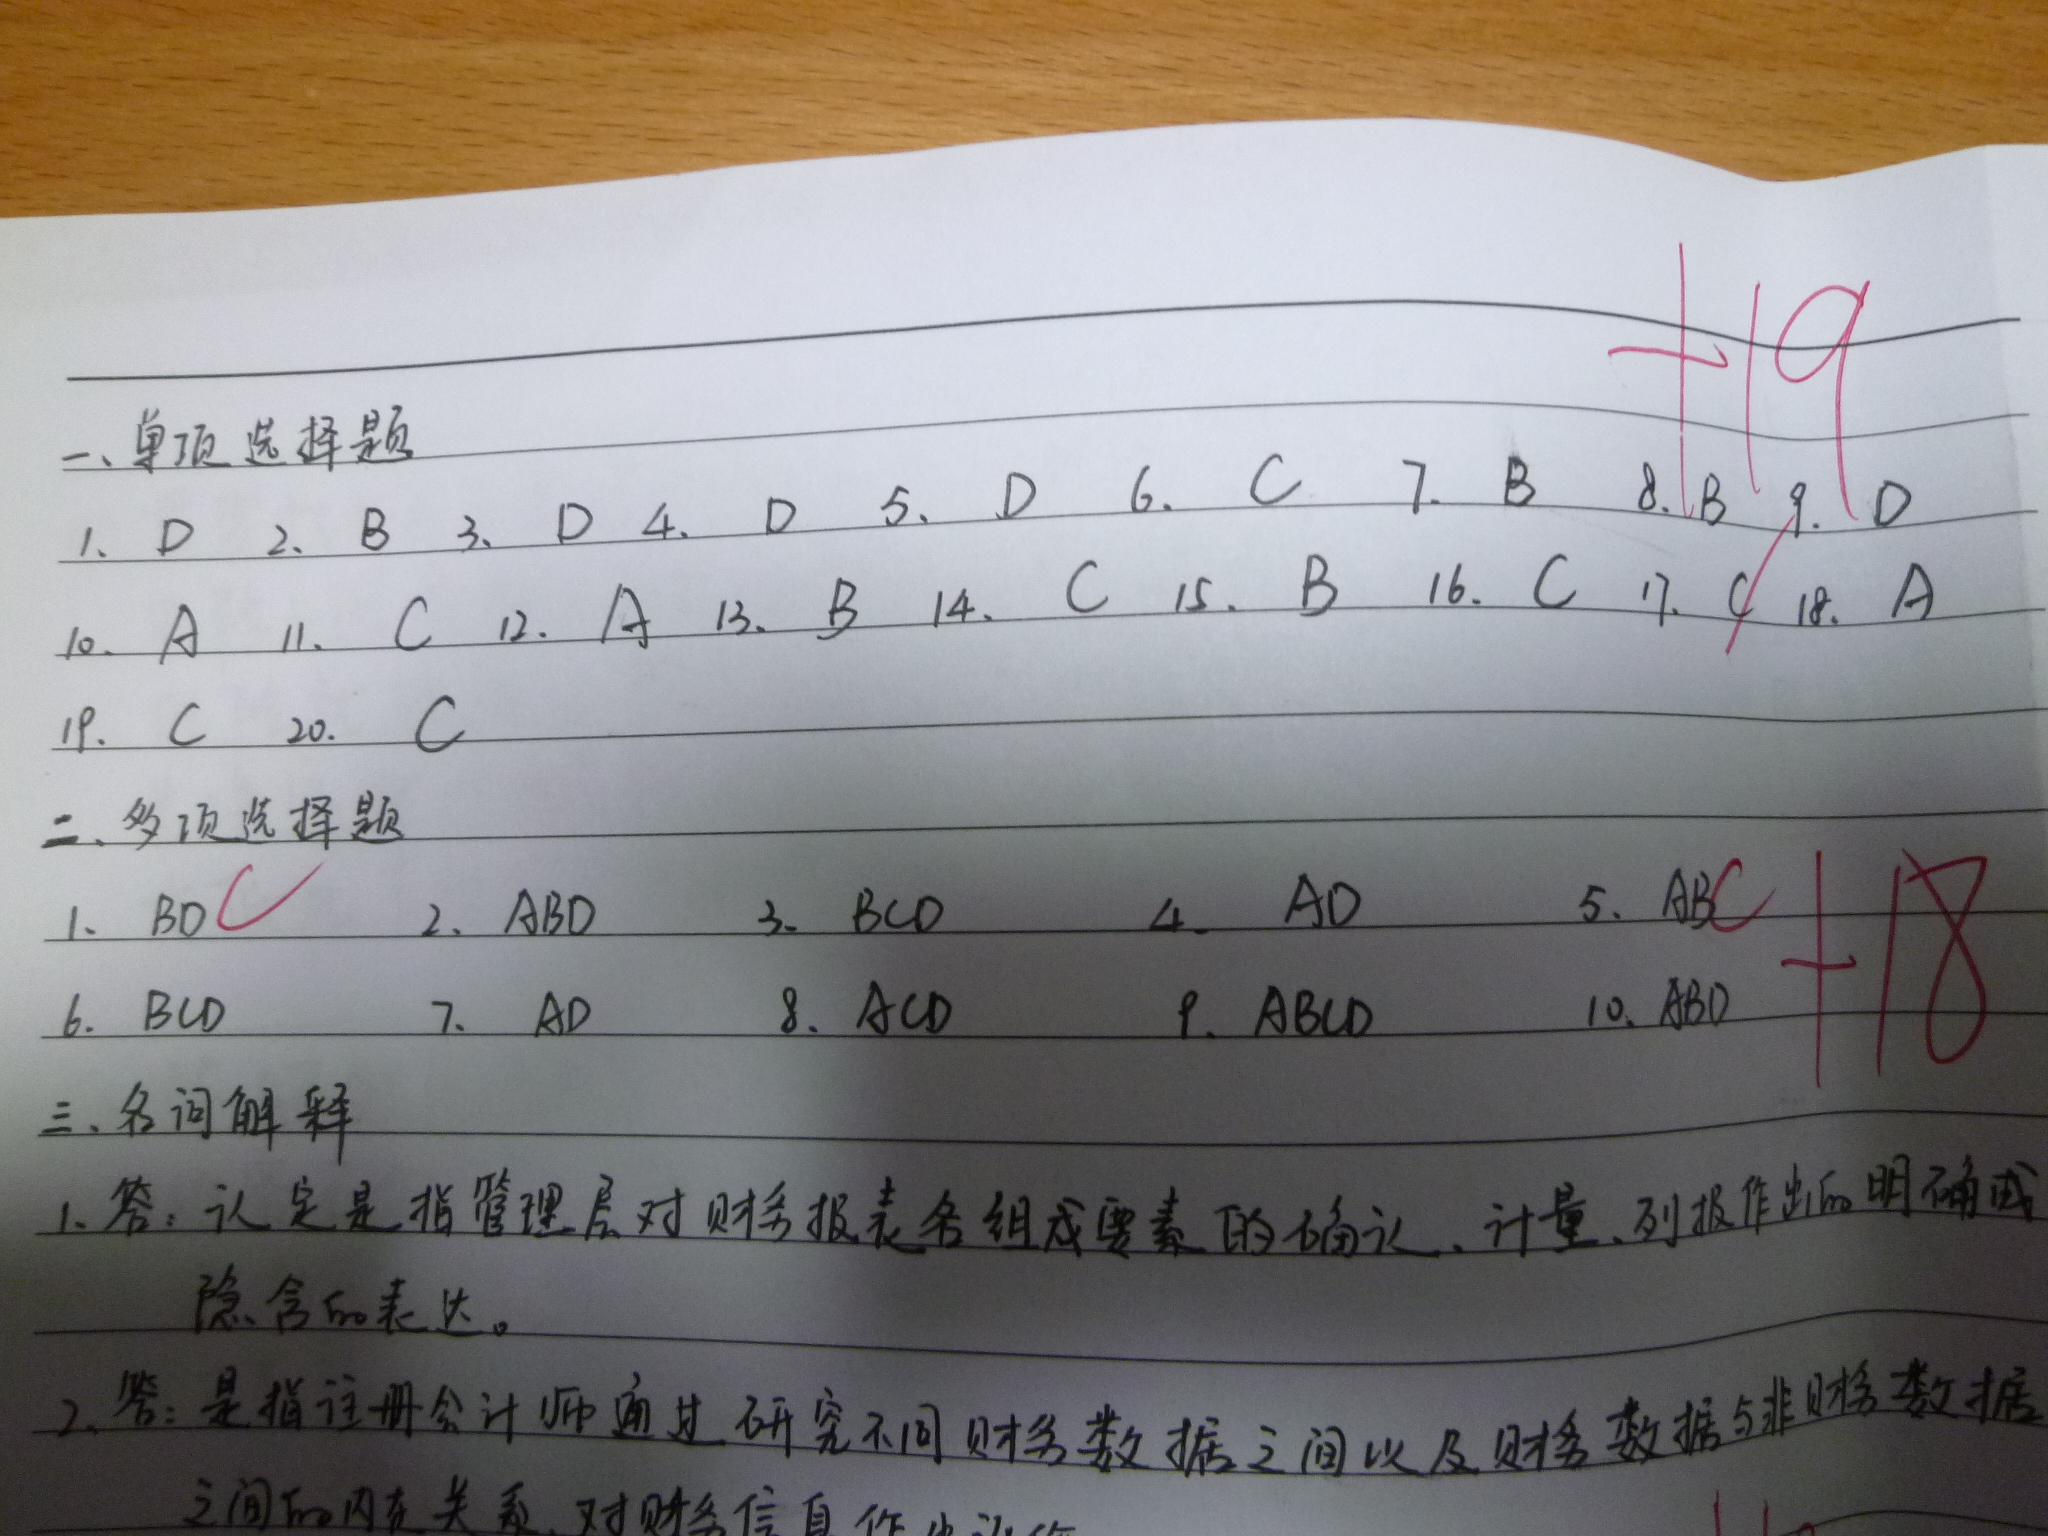 +19
一、单项选择题
1. D 2. B 3. D 4. D 5. D 6. C 7. B 8. B 9. D
10. A 11. C 12. A 13. B 14. C 15. B 16. C 17. C 18. A
19. C 20. C
二、多项选择题
1. BDC 2. ABD 3. BCD 4. AD 5. ABC +18
6. BCD 7. AD 8. ACD 9. ABCD 10. ABD
三、名词解释
1. 答：认定是指管理层对财务报表各组成要素的确认、计量、列报作出的明确或
隐含的表达。
2. 答：是指注册会计师通过研究不同财务数据之间以及财务数据与非财务数据
之间的内在关系，对财务信息作出评价